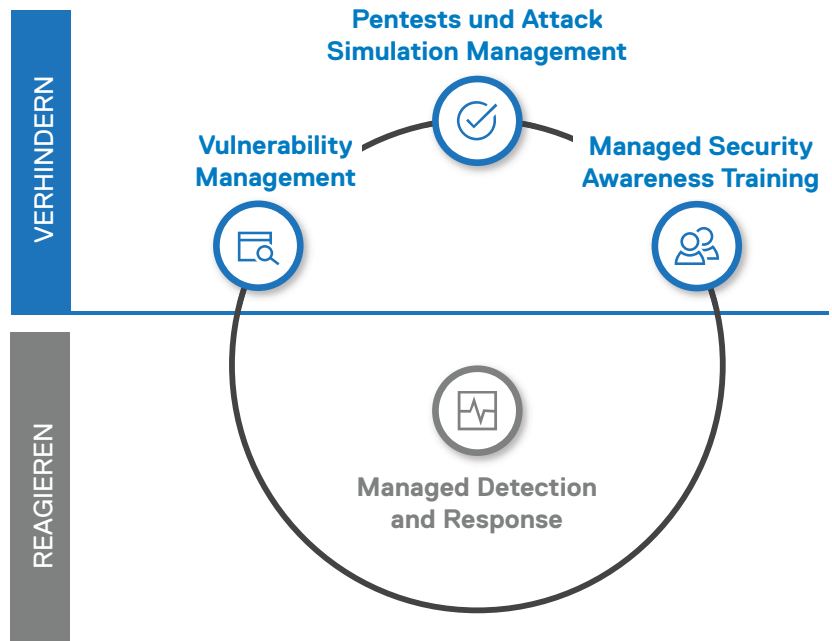 VERHINDERN
Pentests und Attack
Simulation Management
Vulnerability
Management
Managed Security
Awareness Training
REAGIEREN
Managed Detection
and Response